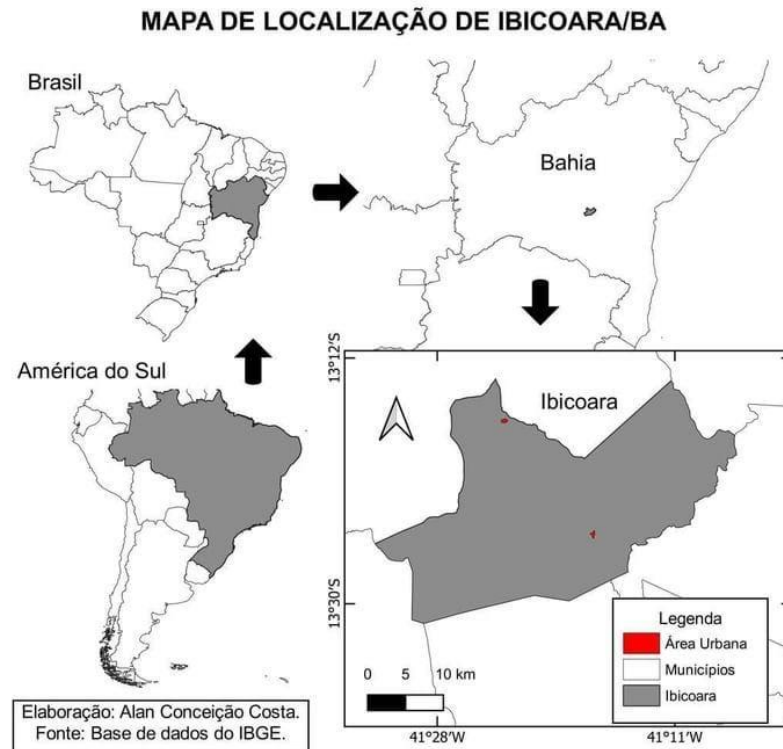 MAPA DE LOCALIZAÇÃO DE IBICOARA/BA
Brasil
Bahia
América do Sul
13°12'S
Ibicoara
13°30'S
Legenda
Área Urbana
Municípios
Ibicoara
0 5 10 km
41°28'W 41°11'W
Elaboração: Alan Conceição Costa.
Fonte: Base de dados do IBGE.